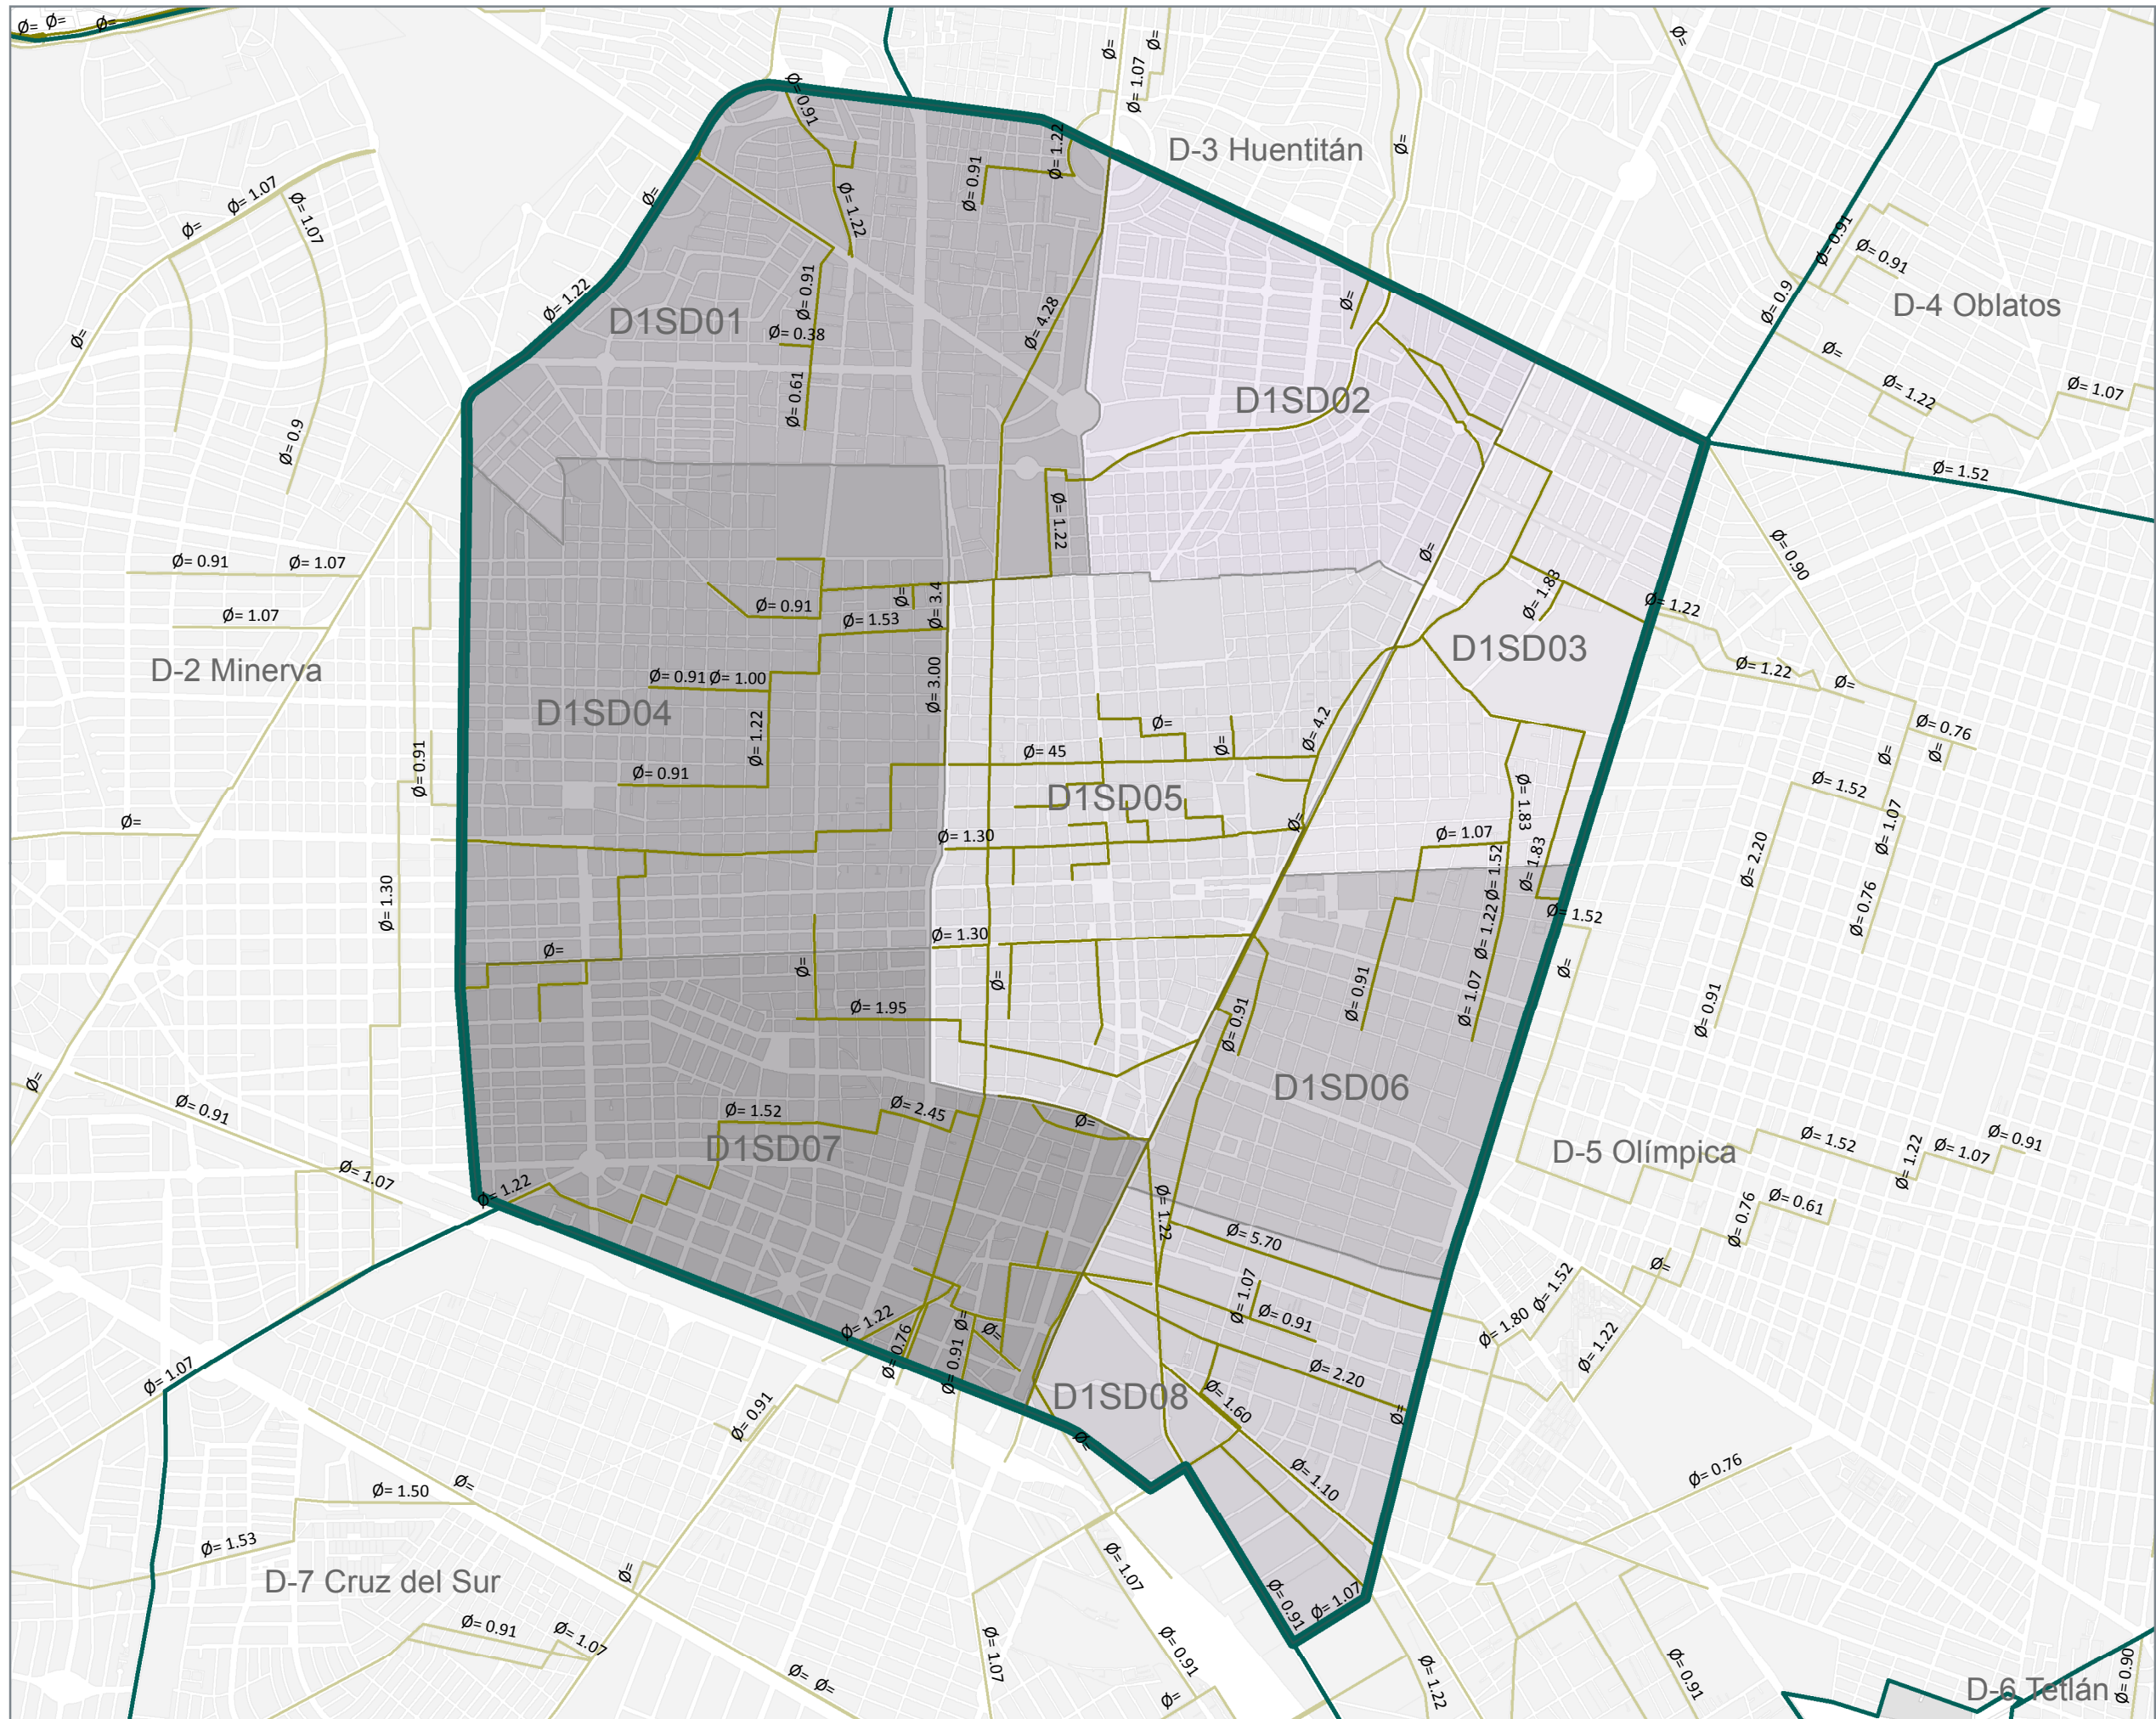 Ø= Ø= Ø=
Ø= 0.91
Ø=
Ø= 1.07
Ø=
Ø=
Ø=
D-3 Huentitán
Ø= 1.22
Ø= 0.91
Ø= 1.22
Ø=
Ø= 1.07
Ø= 1.07
Ø=
Ø= 0.91
Ø= 0.91
Ø= 0.9
D-4 Oblatos
Ø= 1.22
D1SD01
Ø= 0.91
Ø= 0.38
Ø= 4.28
Ø=
Ø=
Ø=
Ø= 0.61
D1SD02
Ø= 1.22
Ø= 1.07
Ø= 0.9
Ø= 1.52
Ø= 1.22
Ø= 0.91
Ø= 1.07
Ø=
Ø= 0.90
Ø= 1.07
Ø= 0.91
Ø=
Ø= 3.4
Ø= 1.53
Ø= 1.83
Ø= 1.22
D-2 Minerva
D1SD03
Ø= 0.91
Ø= 1.00
Ø= 3.00
Ø= 1.22
Ø=
D1SD04
Ø= 1.22
Ø=
Ø=
Ø= 4.2
Ø= 0.76
Ø=
Ø=
Ø= 0.91
Ø= 0.91
Ø= 45
D1SD05
Ø= 1.83
Ø= 1.52
Ø=
Ø= 1.30
Ø=
Ø= 1.07
Ø= 1.07
Ø= 1.83
Ø= 1.52
Ø= 2.20
Ø= 1.30
Ø= 1.22
Ø= 1.52
Ø= 0.76
Ø=
Ø= 1.30
Ø=
Ø=
Ø= 0.91
Ø= 1.07
Ø=
Ø= 1.95
Ø= 0.91
Ø= 0.91
Ø=
D1SD06
Ø= 0.91
Ø= 1.52
Ø= 2.45
Ø=
D1SD07
D-5 Olímpica
Ø= 1.52
Ø= 1.22
Ø= 1.07
Ø= 0.91
Ø= 1.07
Ø= 1.22
Ø= 1.22
Ø= 5.70
Ø= 0.76
Ø= 0.61
Ø=
Ø= 1.07
Ø= 0.91
Ø= 1.80
Ø= 1.52
Ø= 1.22
Ø= 1.22
Ø= 0.76
Ø= 0.91
Ø=
Ø=
Ø= 1.07
Ø= 2.20
D1SD08
Ø= 1.60
Ø=
Ø= 0.91
Ø=
Ø= 1.10
Ø= 0.76
Ø= 1.50
Ø=
Ø= 1.53
Ø= 1.07
D-7 Cruz del Sur
Ø=
Ø= 0.91
Ø= 1.07
Ø= 0.91
Ø= 1.07
Ø= 1.07
Ø= 0.91
Ø=
Ø= Ø=
Ø= 1.22
Ø= 0.91
D-6 Tetlán
Ø= 0.90